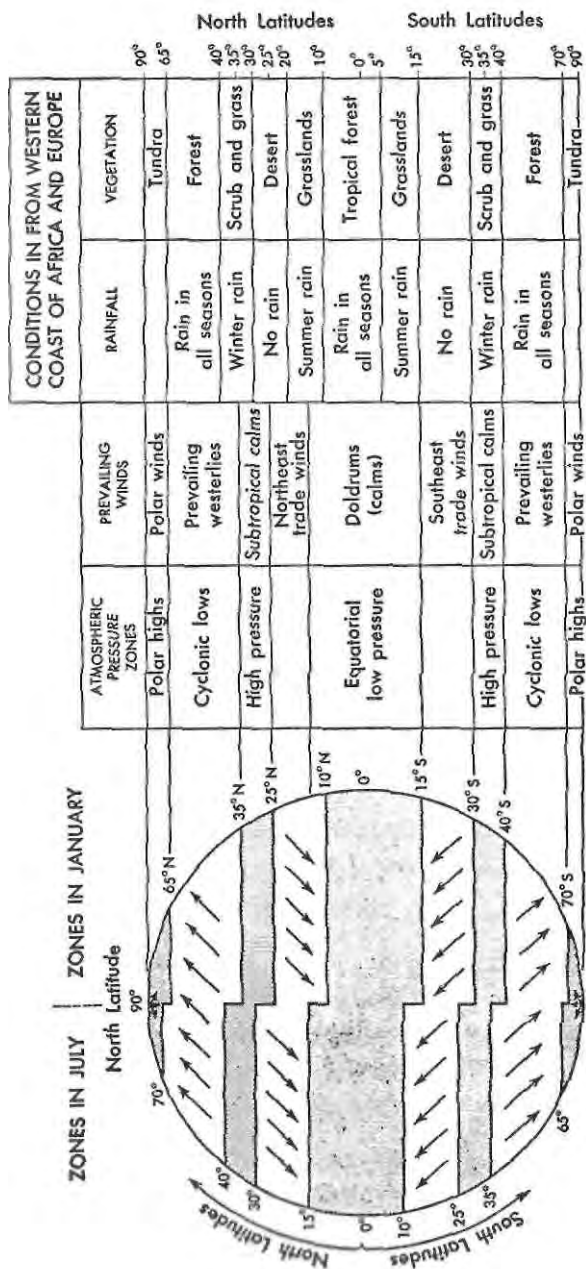 ZONES IN JULY
ZONES IN JANUARY
90°
North Latitude
70°
40°
30°
15°
0°
10°
25°
35°
65°
North Latitudes
South Latitudes
65° N
35° N
25° N
10° N
0°
15° S
30° S
40° S
70° S
CONDITIONS IN FROM WESTERN
COAST OF AFRICA AND EUROPE
ATMOSPHERIC
PRESSURE
ZONES
PREVAILING
WINDS
RAINFALL
VEGETATION
Polar highs
Polar winds
Tundra
Cyclonic lows
Prevailing
westerlies
Rain in
all seasons
Forest
High pressure
Subtropical calms
Winter rain
Scrub and grass
Northeast
trade winds
No rain
Desert
Summer rain
Grasslands
Equatorial
low pressure
Doldrums
(calms)
Rain in
all seasons
Tropical forest
Summer rain
Grasslands
Southeast
trade winds
No rain
Desert
High pressure
Subtropical calms
Winter rain
Scrub and grass
Cyclonic lows
Prevailing
westerlies
Rain in
all seasons
Forest
Polar highs
Polar winds
Tundra
North Latitudes
90°
65°
40°
35°
30°
25°
20°
10°
0°
5°
15°
30°
35°
40°
70°
90°
South Latitudes